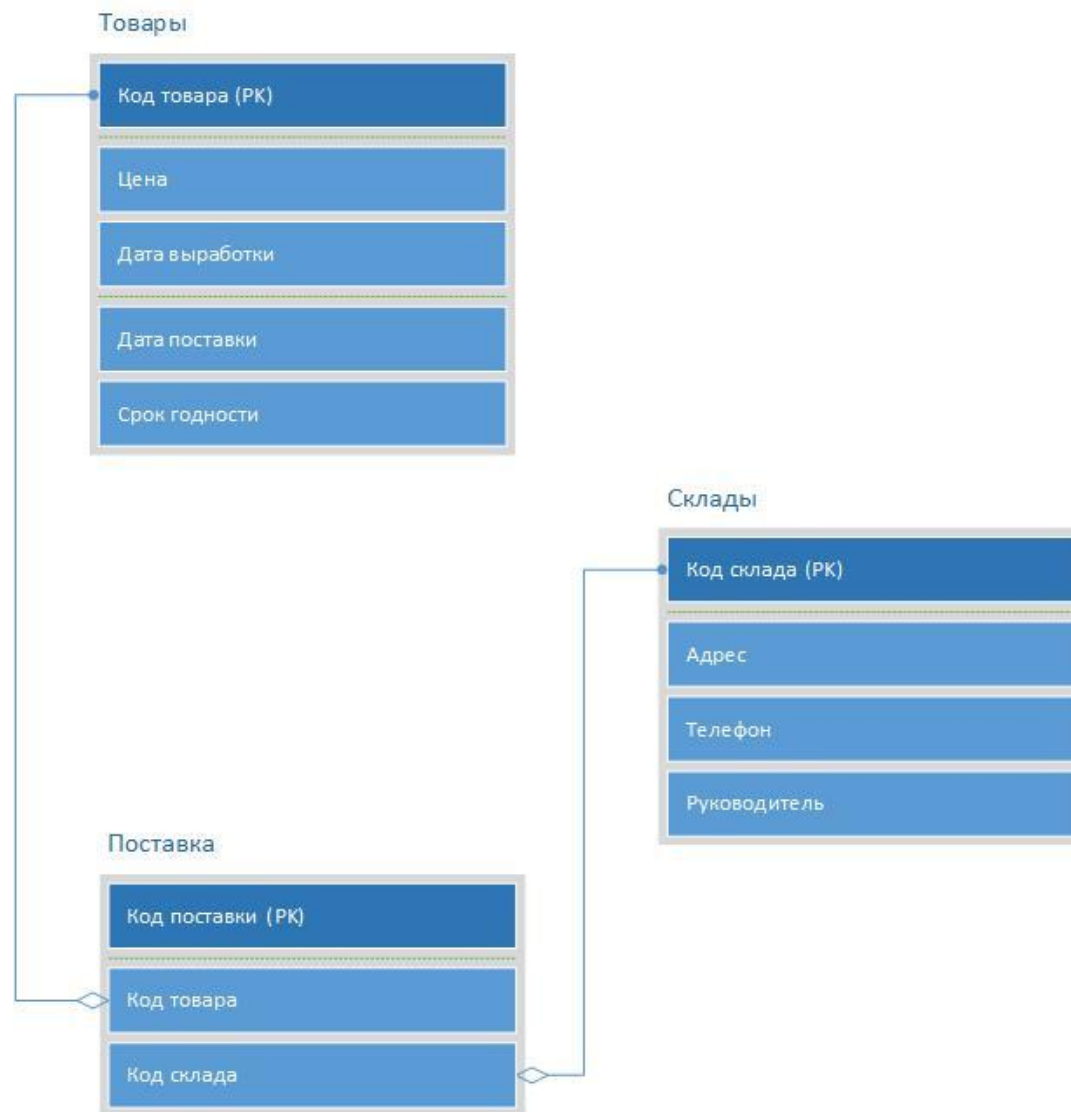 Товары
Код товара (PK)
Цена
Дата выработки
Дата поставки
Срок годности
Склады
Код склада (PK)
Адрес
Телефон
Руководитель
Поставка
Код поставки (PK)
Код товара
Код склада